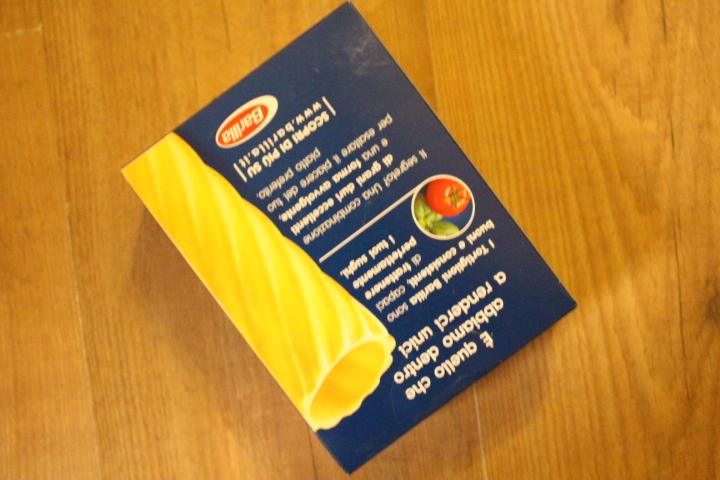 È quello che
abbiamo dentro
a renderci unici
I Tortiglioni Barilla sono
buoni e consistenti, capaci
di trattenere
perfettamente
i tuoi sughi.
Il segreto? Una combinazione
di grani duri eccellenti
e una forma avvolgente,
per esaltare il piacere del tuo
piatto preferito.
SCOPRI DI PIÙ SU
www.barilla.it
Barilla